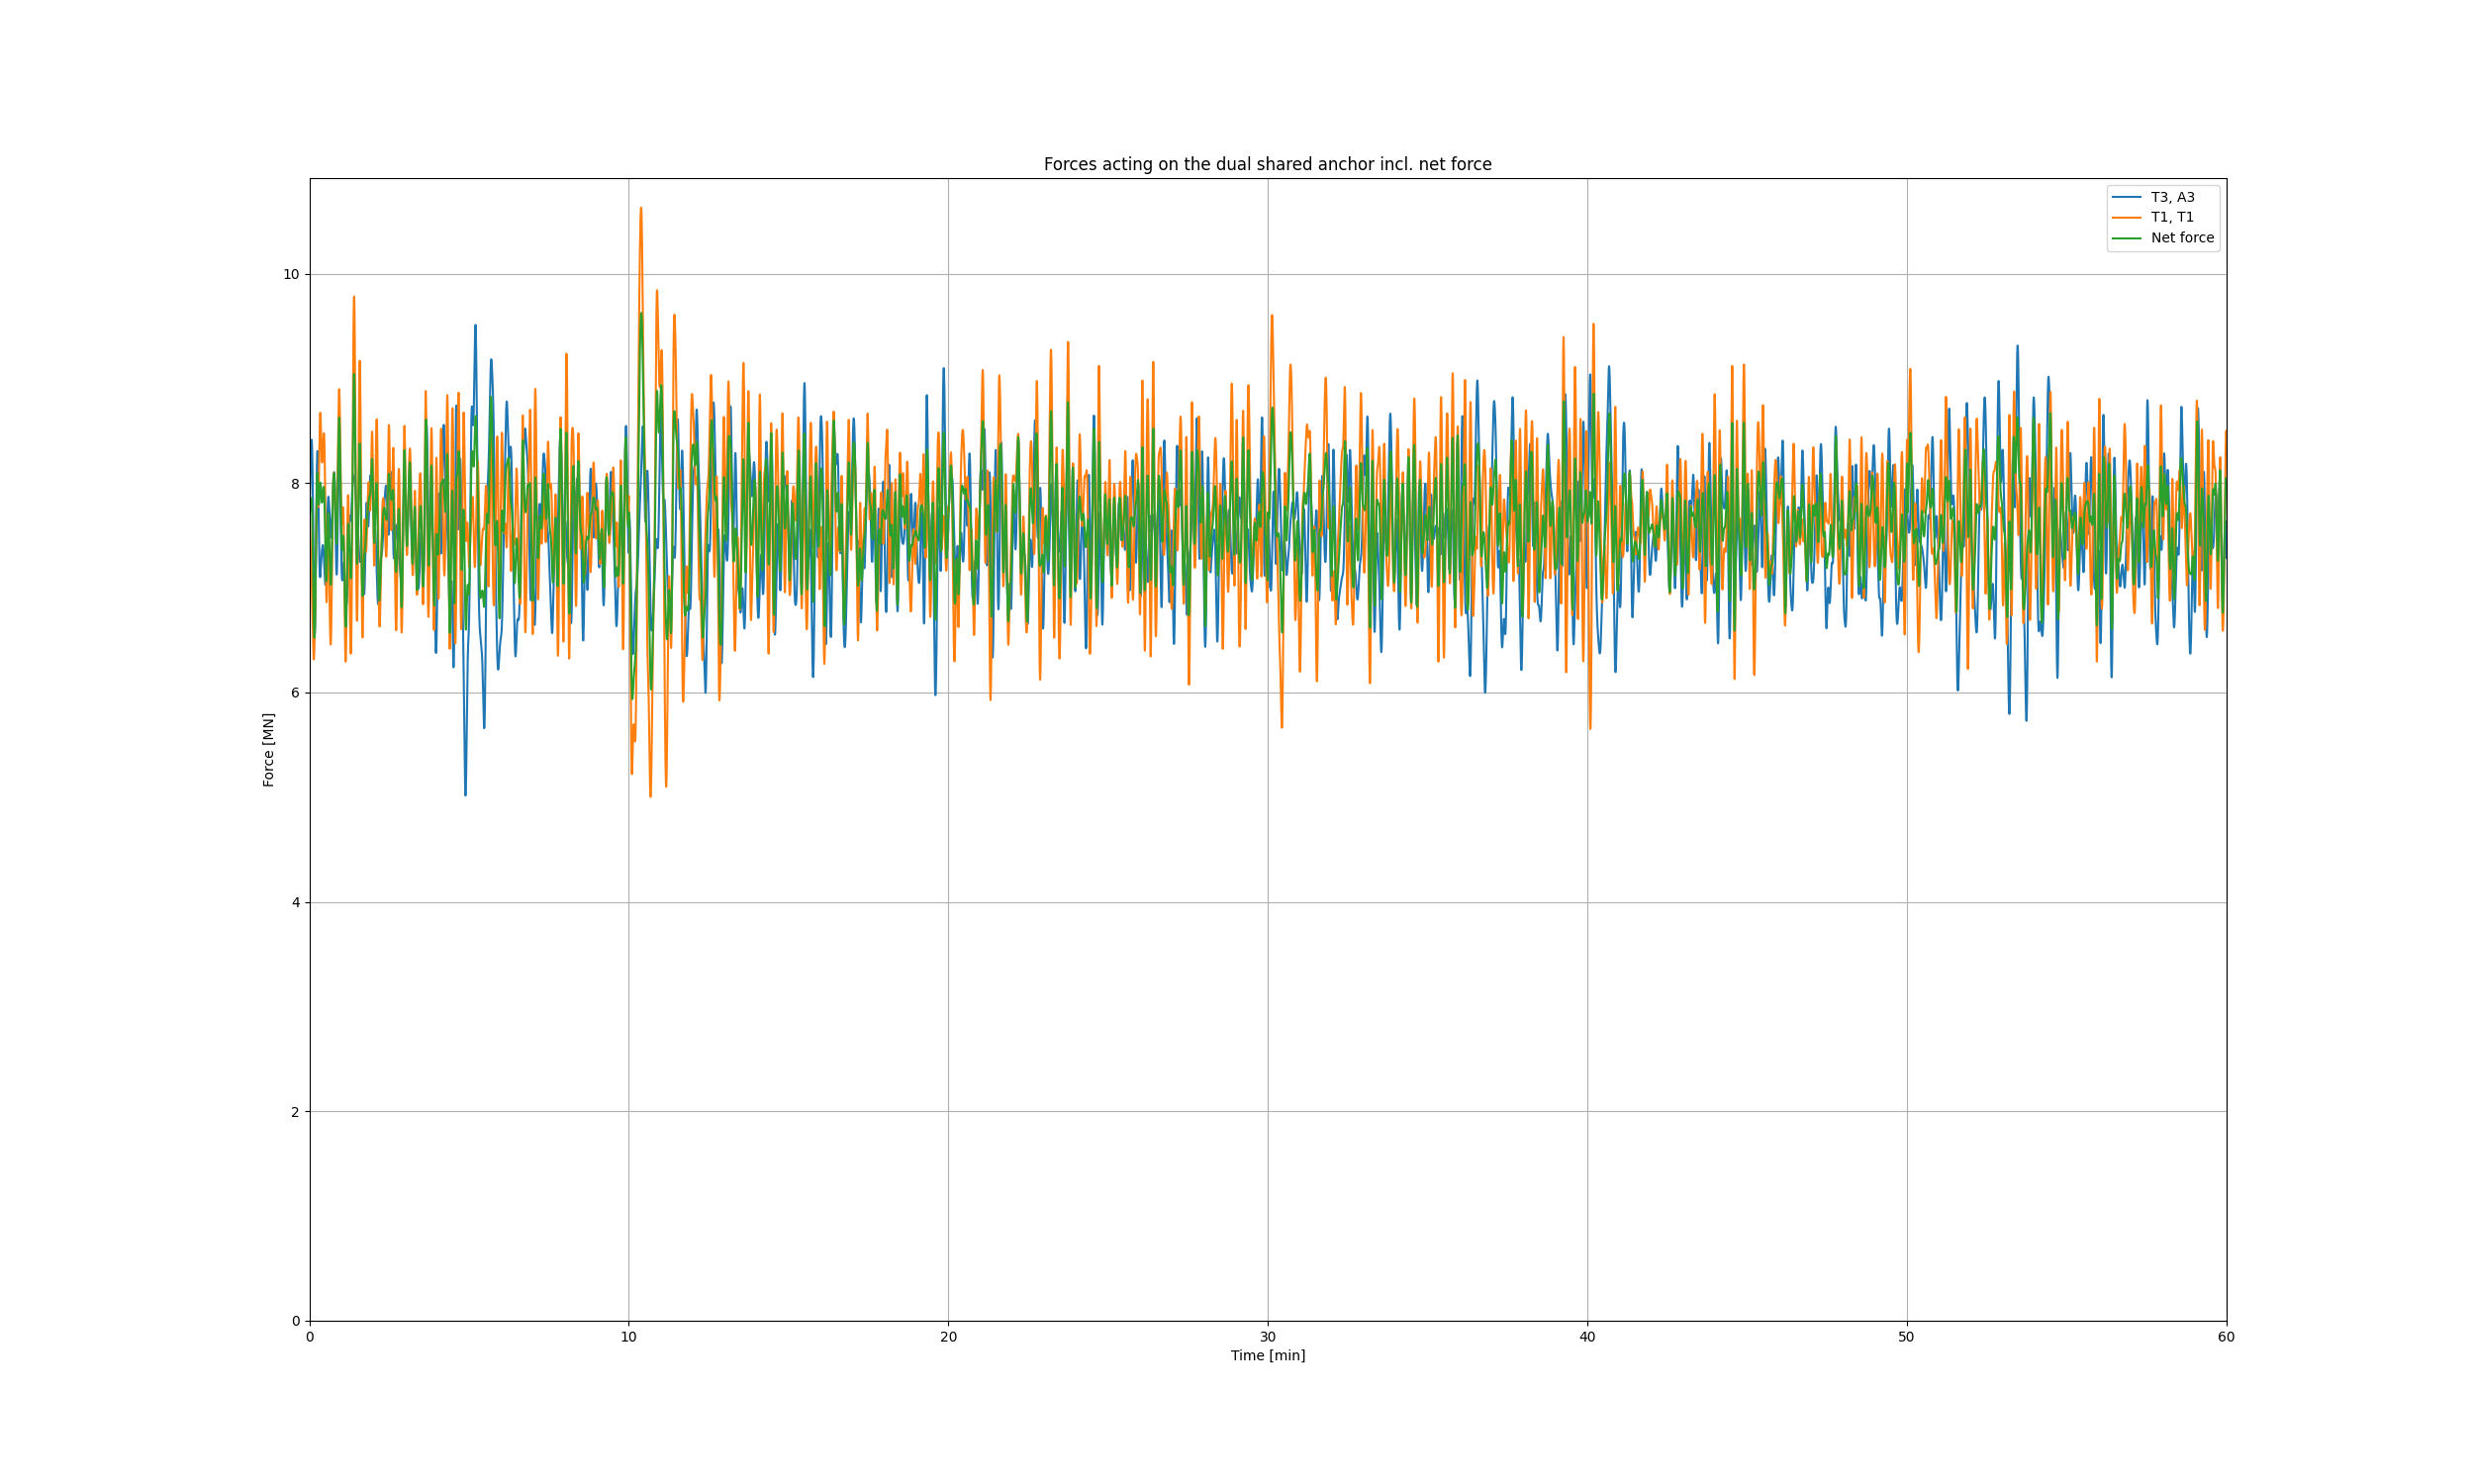 Forces acting on the dual shared anchor incl. net force
T3, A3
T1, T1
Net force
10
8
6
4
2
0
Force [MN]
0 10 20 30 40 50 60
Time [min]